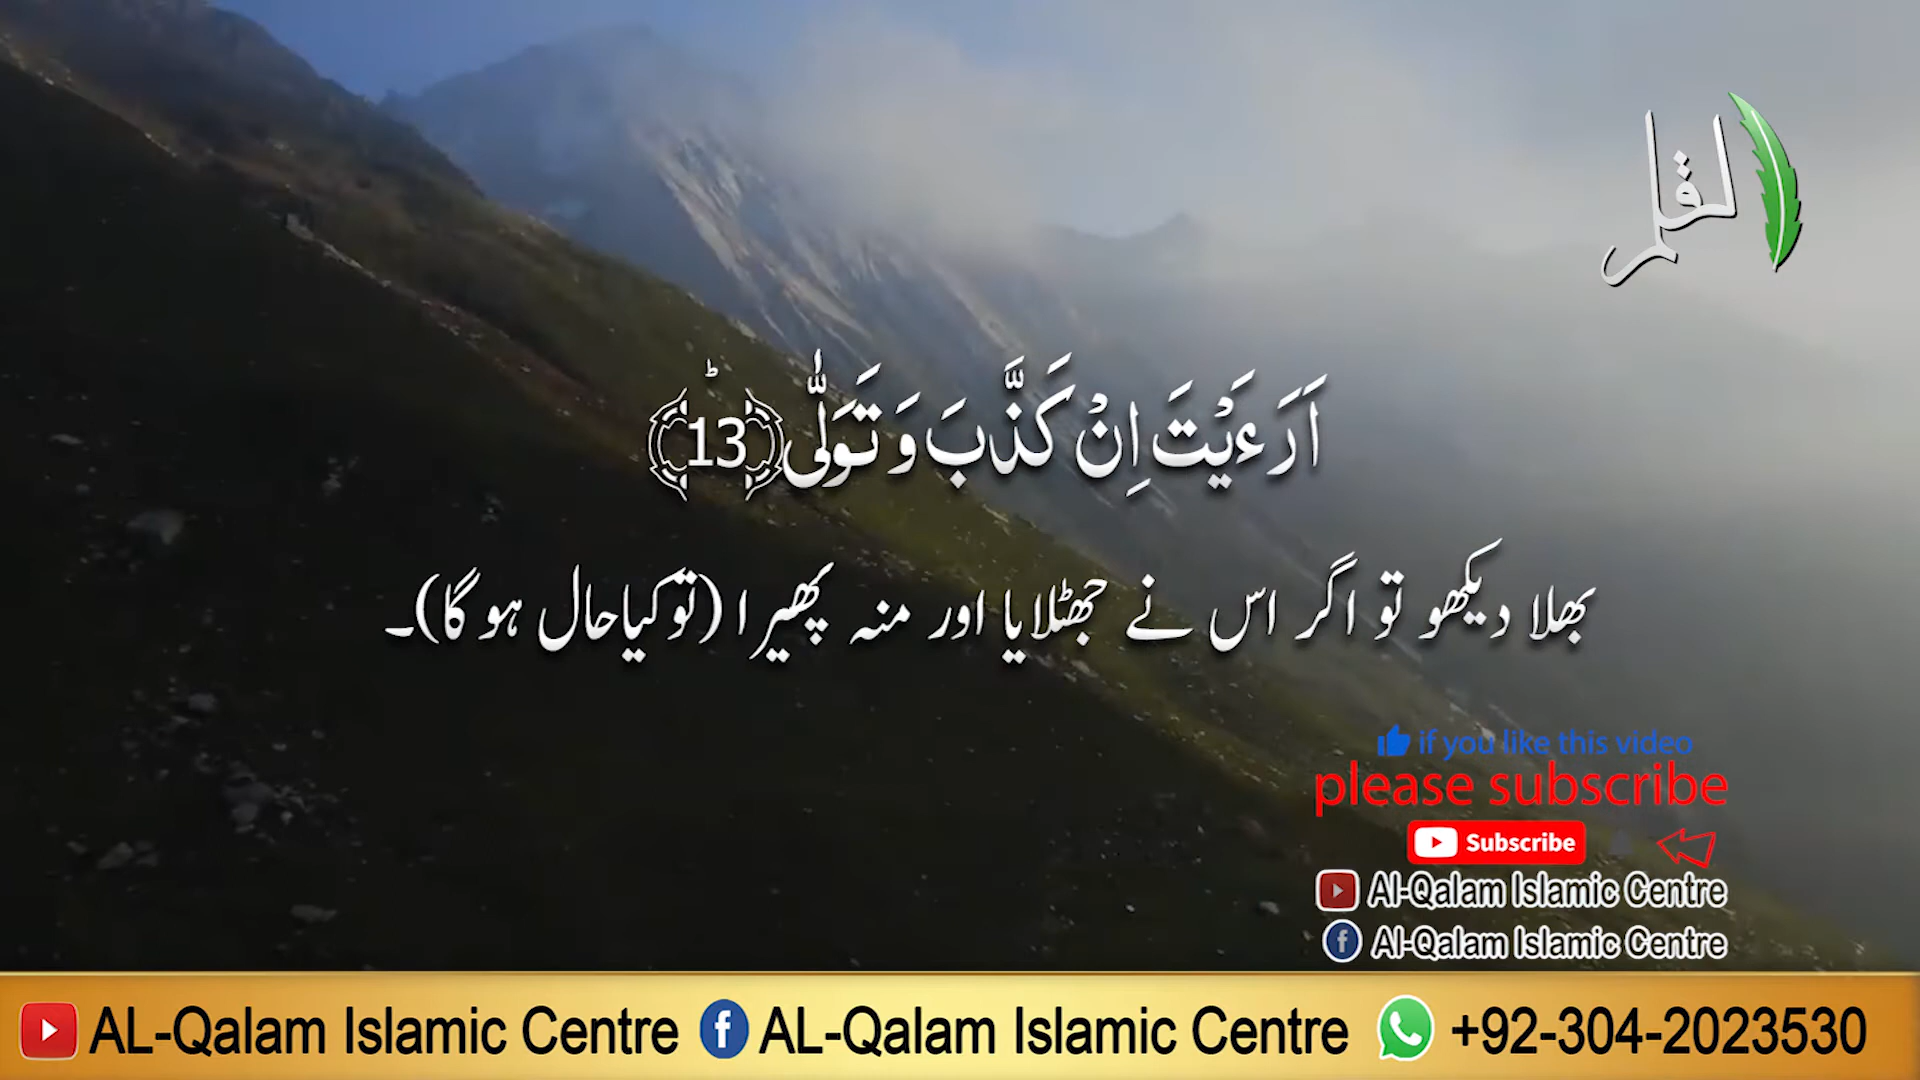 القلم
اَرَءَیْتَ اِنْ كَذَّبَ وَ تَوَلّٰىؕ﴿13﴾
بھلا دیکھو تو اگر اس نے جھٹلایا اور منہ پھیرا (تو کیا حال ہو گا)۔
if you like this video
please subscribe
Subscribe
Al-Qalam Islamic Centre
Al-Qalam Islamic Centre
AL-Qalam Islamic Centre AL-Qalam Islamic Centre +92-304-2023530